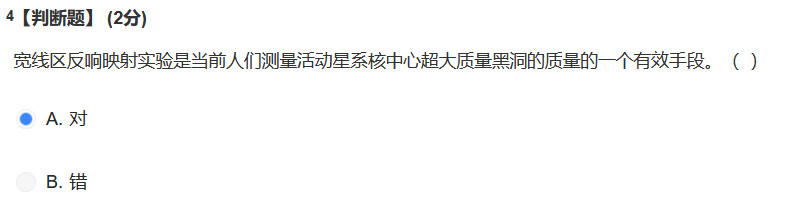 4【判断题】 (2分)
宽线区反响映射实验是当前人们测量活动星系核中心超大质量黑洞的质量的一个有效手段。（ ）
A. 对
B. 错